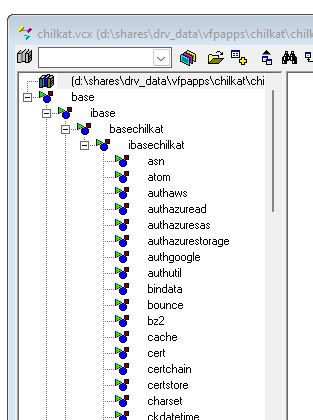 chilkat.vcx (d:\shares\drv_data\vfpapps\chilkat\chilk
(d:\shares\drv_data\vfpapps\chilkat\chi
base
ibase
basechilkat
ibasechilkat
asn
atom
authaws
authazuread
authazuresas
authazurestorage
authgoogle
authutil
bindata
bounce
bz2
cache
cert
certchain
certstore
charset
ckdatetime